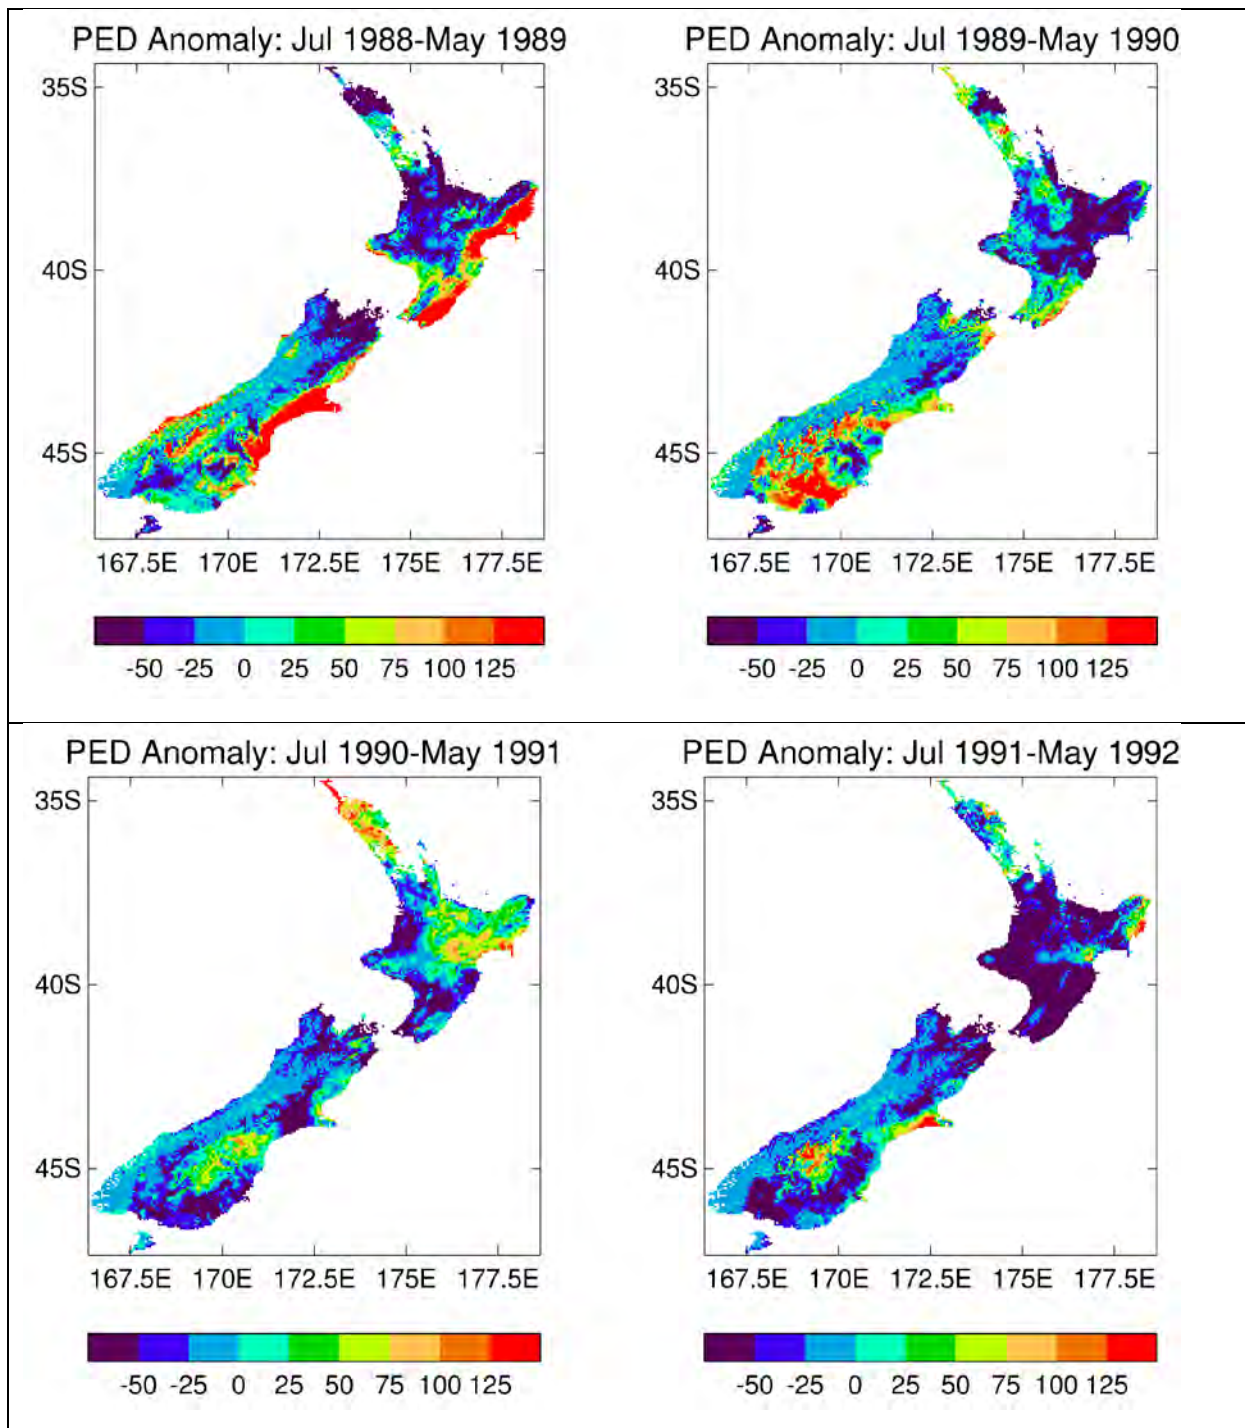 PED Anomaly: Jul 1988-May 1989
35S
40S
45S
167.5E 170E 172.5E 175E 177.5E
-50 -25 0 25 50 75 100 125
PED Anomaly: Jul 1989-May 1990
35S
40S
45S
167.5E 170E 172.5E 175E 177.5E
-50 -25 0 25 50 75 100 125
PED Anomaly: Jul 1990-May 1991
35S
40S
45S
167.5E 170E 172.5E 175E 177.5E
-50 -25 0 25 50 75 100 125
PED Anomaly: Jul 1991-May 1992
35S
40S
45S
167.5E 170E 172.5E 175E 177.5E
-50 -25 0 25 50 75 100 125